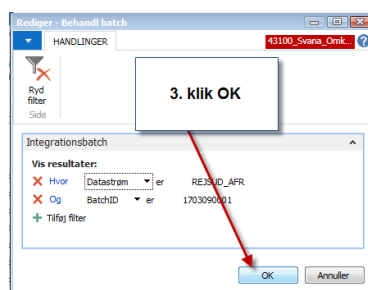 Rediger - Behandl batch
HANDLINGER
43100_Svana_Omk...
Ryd
filter
Side
3. klik OK
Integrationsbatch
Vis resultater:
Hvor Datastrøm er REJSUD_AFR
Og BatchID er 1703090001
Tilføj filter
OK Annuller